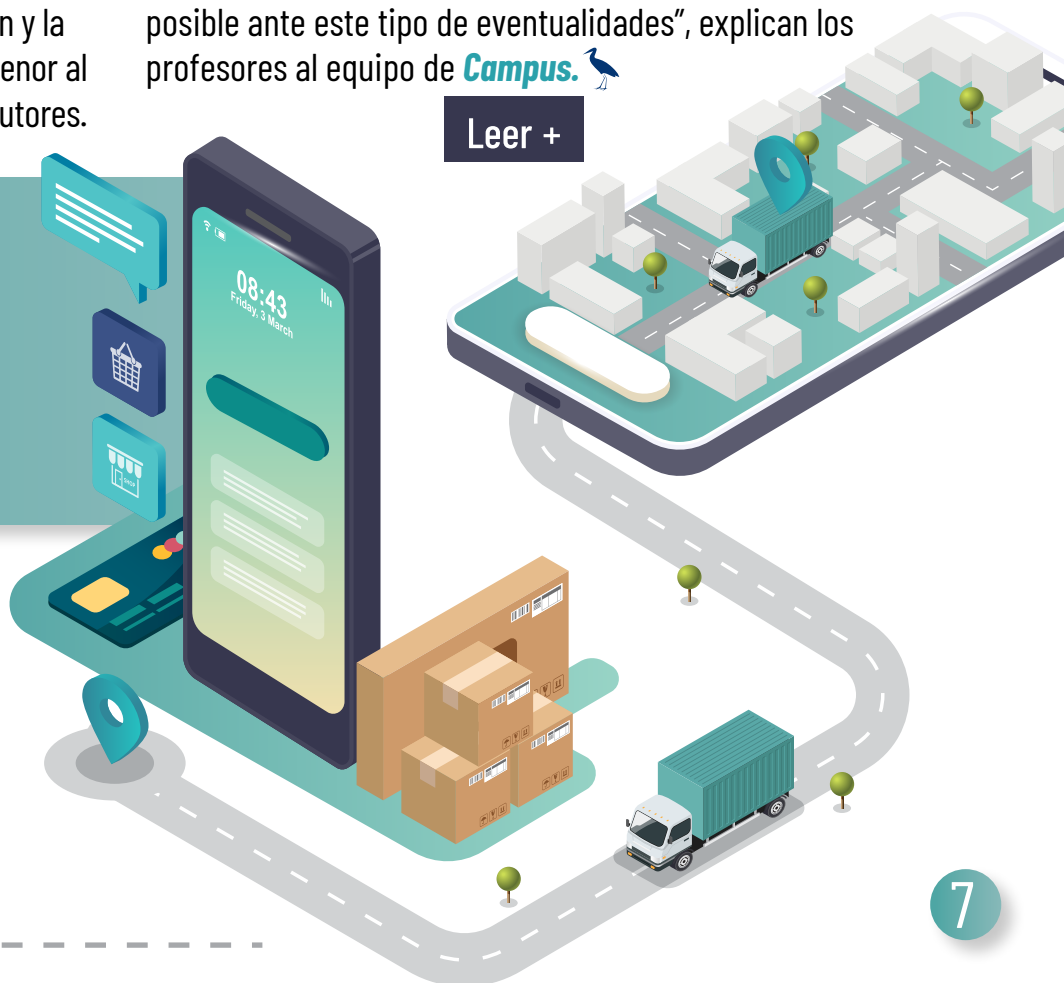 n y la
enor al
utores.
posible ante este tipo de eventualidades”, explican los
profesores al equipo de Campus.
Leer +
08:43
Friday, 3 March
SHOP
7